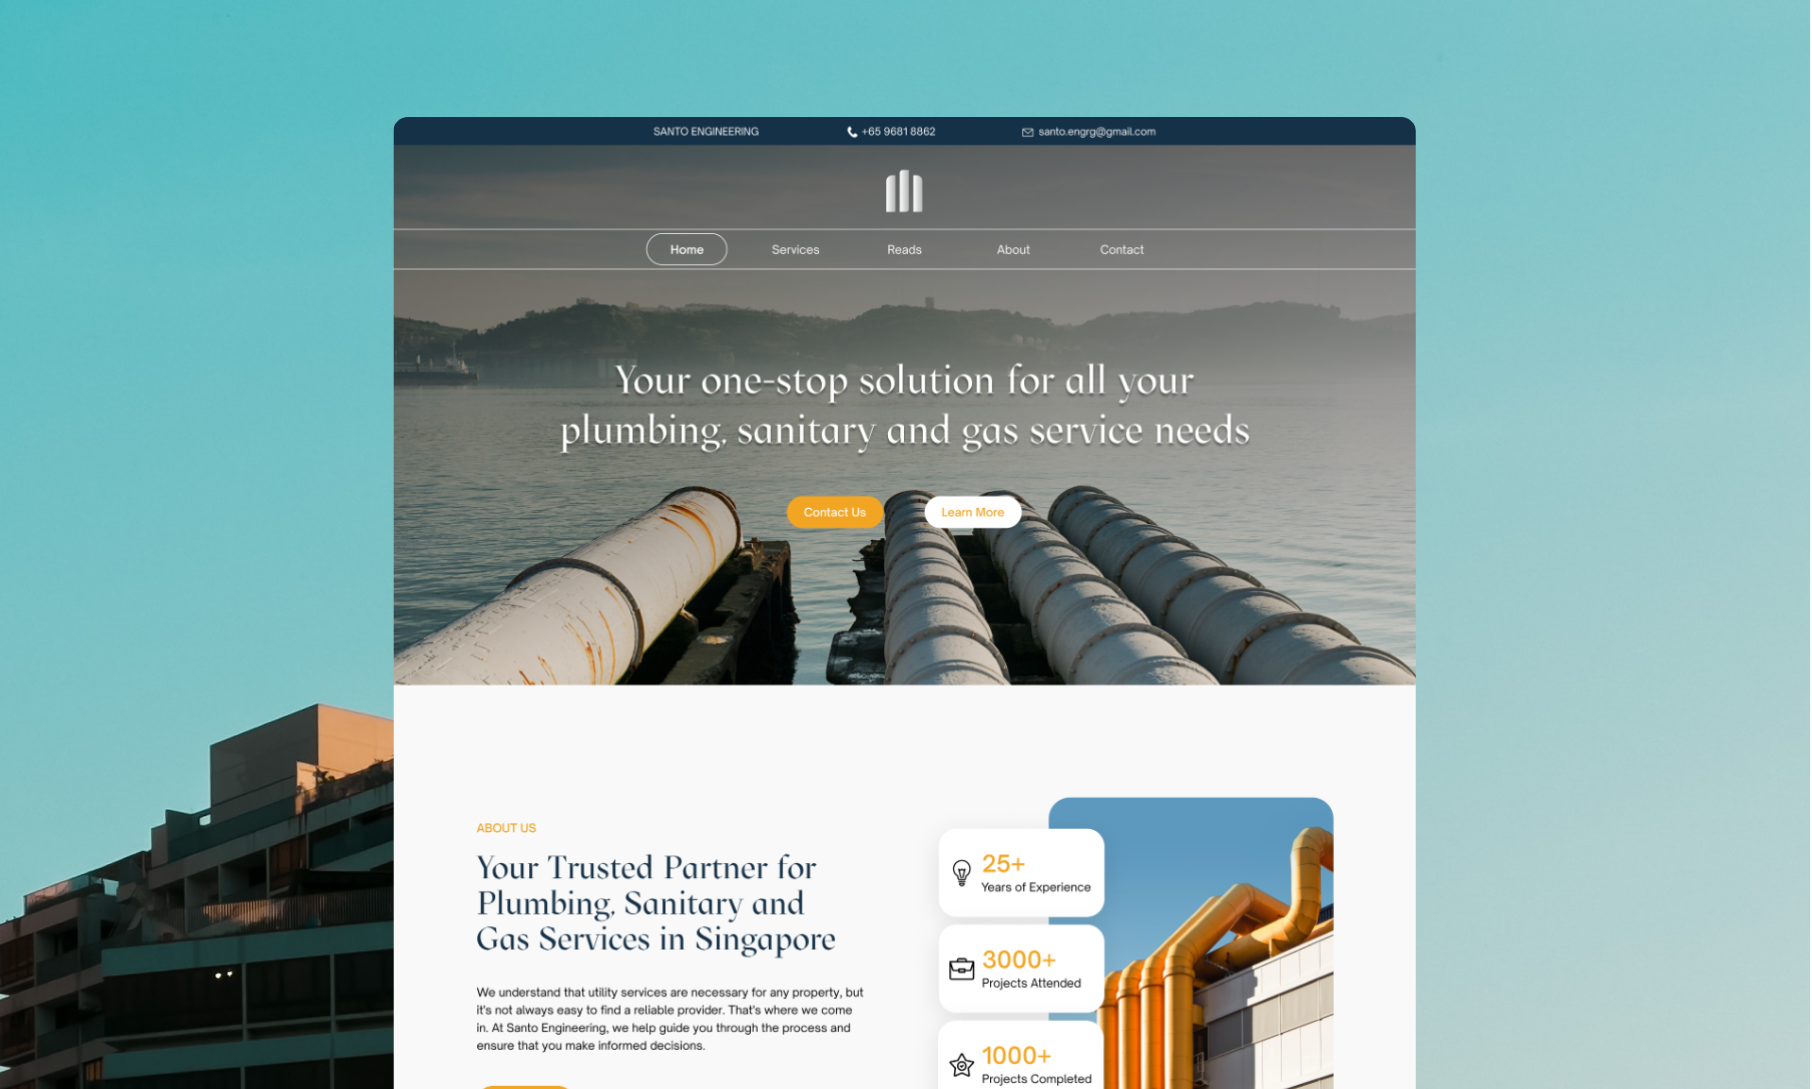 SANTO ENGINEERING
+65 9681 8862
santo.engrg@gmail.com
Home
Services
Reads
About
Contact
Your one-stop solution for all your
plumbing, sanitary and gas service needs
Contact Us
Learn More
ABOUT US
Your Trusted Partner for
Plumbing, Sanitary and
Gas Services in Singapore
We understand that utility services are necessary for any property, but
it's not always easy to find a reliable provider. That's where we come
in. At Santo Engineering, we help guide you through the process and
ensure that you make informed decisions.
25+
Years of Experience
3000+
Projects Attended
1000+
Projects Completed